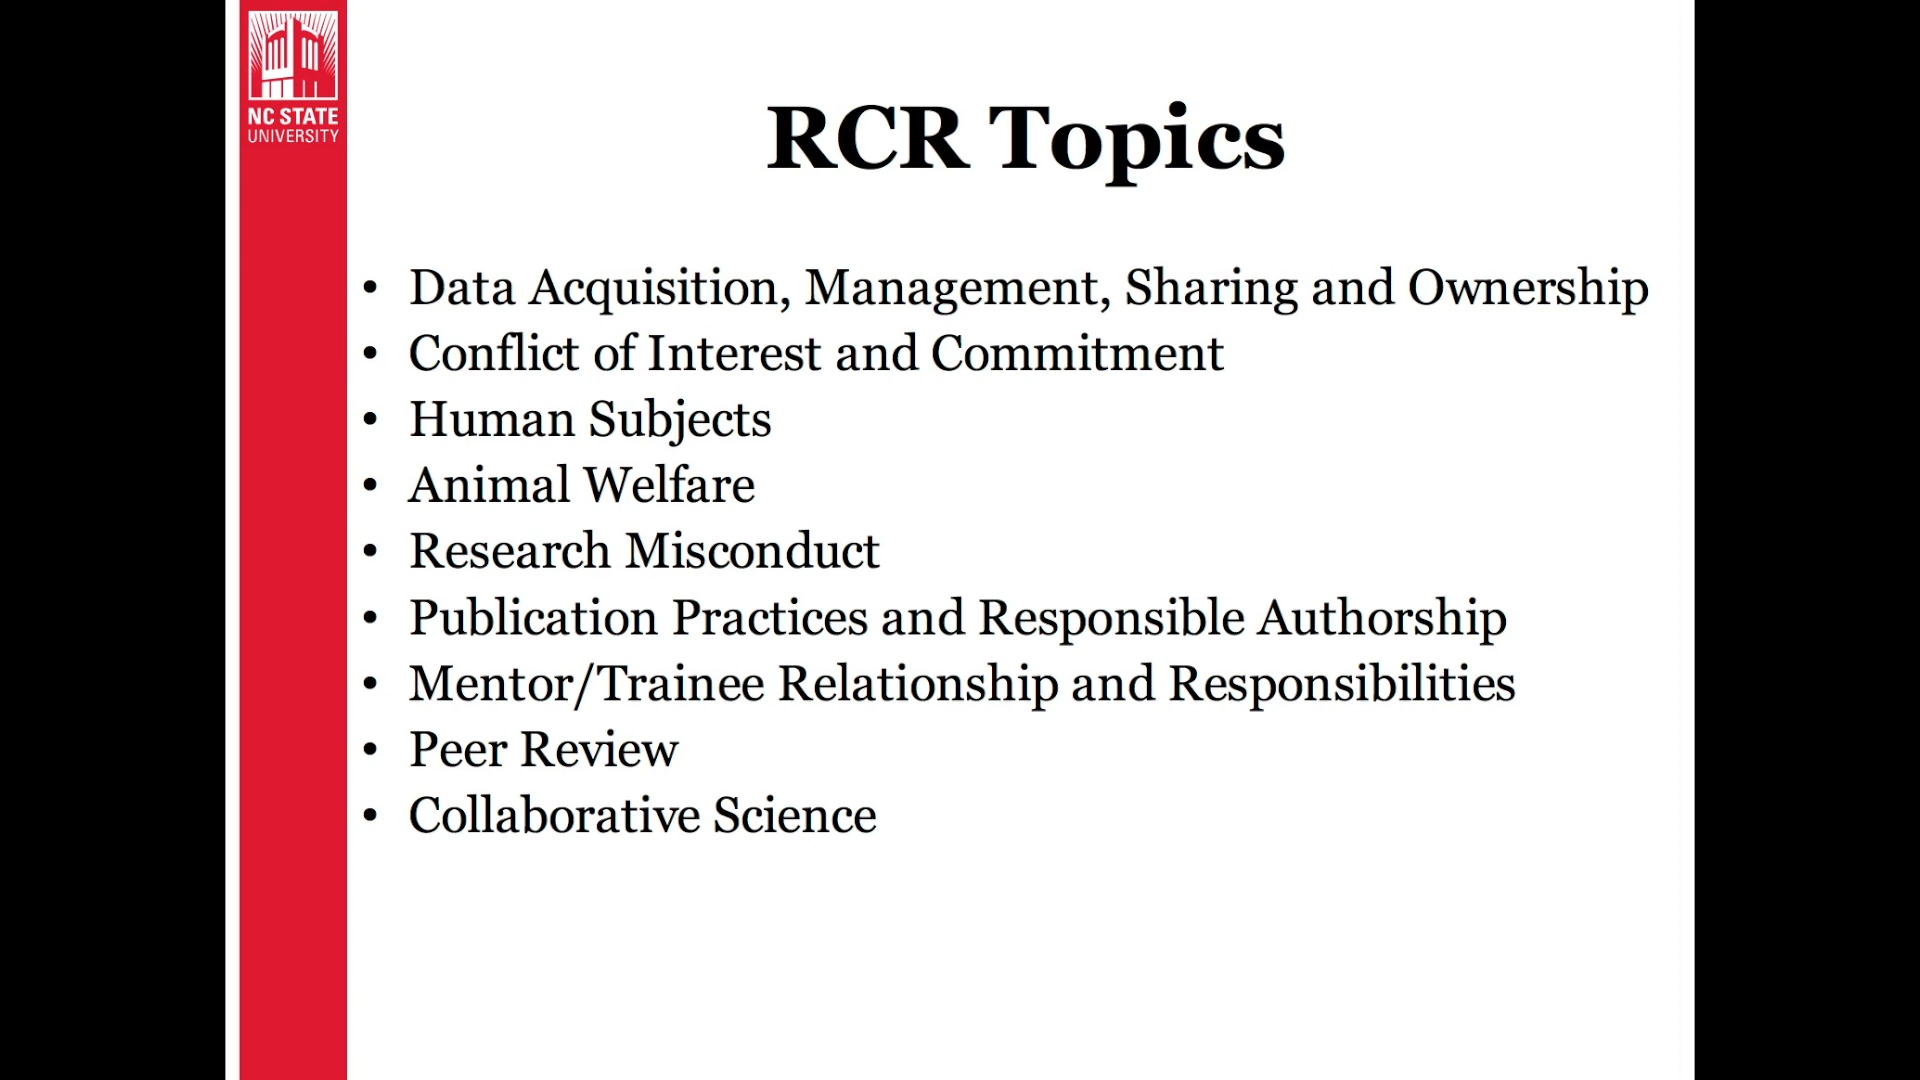 NC STATE
UNIVERSITY
RCR Topics
• Data Acquisition, Management, Sharing and Ownership
• Conflict of Interest and Commitment
• Human Subjects
• Animal Welfare
• Research Misconduct
• Publication Practices and Responsible Authorship
• Mentor/Trainee Relationship and Responsibilities
• Peer Review
• Collaborative Science